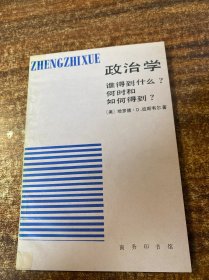 ZHENGZHIXUE
政治学
谁得到什么?
何时和
如何得到?
(美) 哈罗德·D·拉斯韦尔 著
商务印书馆